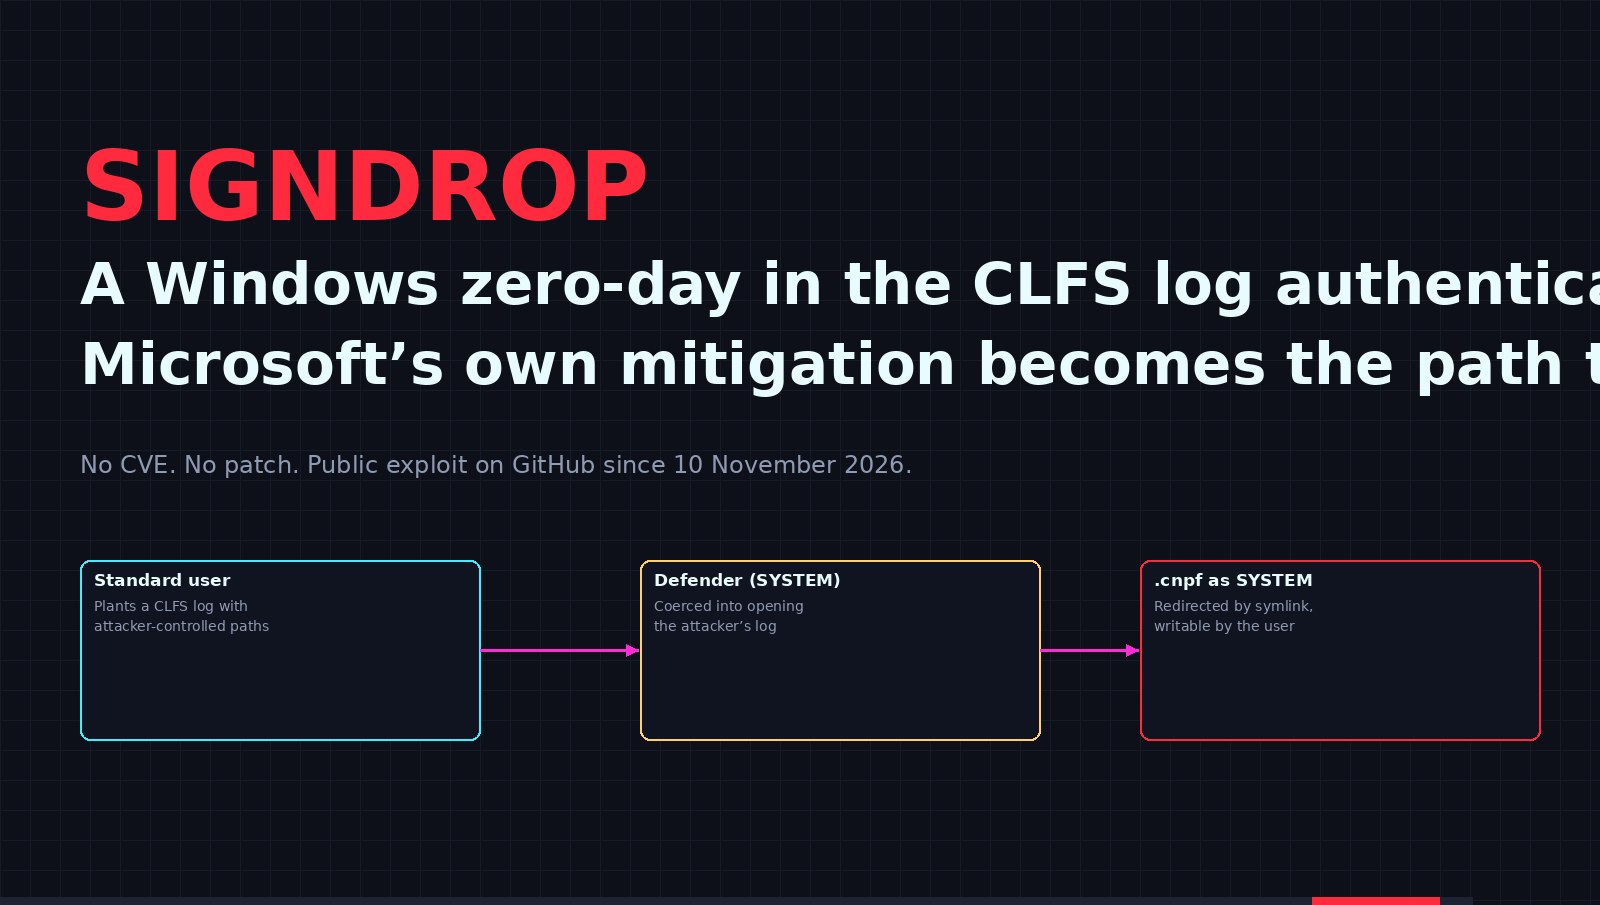 SIGNDROP
A Windows zero-day in the CLFS log
Microsoft’s own mitigation becomes the path
No CVE. No patch. Public exploit on GitHub since 10 November 2026.
Standard user
Plants a CLFS log with
attacker-controlled paths
Defender (SYSTEM)
Coerced into opening
the attacker’s log
.cnpf as SYSTEM
Redirected by symlink,
writable by the user